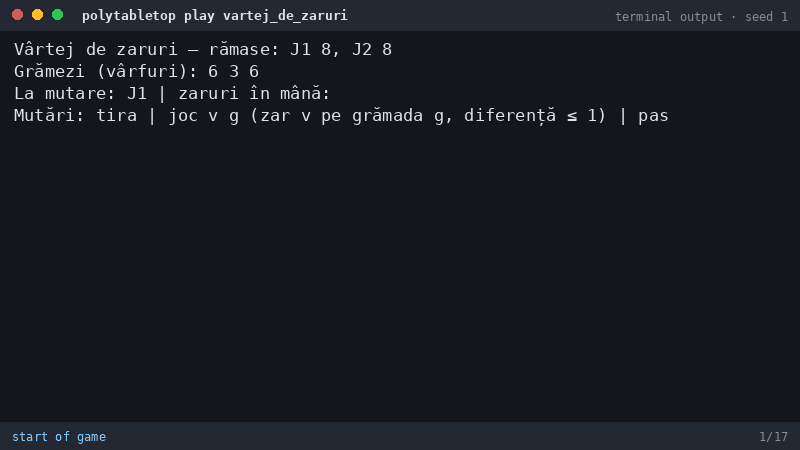 polytabletop play vartej_de_zaruri
terminal output · seed 1
Vârtej de zaruri — rămase: J1 8, J2 8
Grămezi (vârfuri): 6 3 6
La mutare: J1 | zaruri în mână:
Mutări: tira | joc v g (zar v pe grămada g, diferență ≤ 1) | pas
start of game
1/17